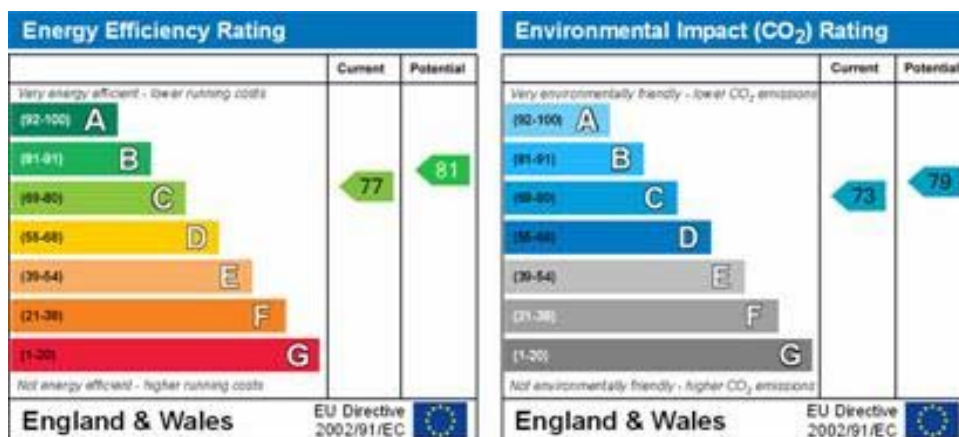 Energy Efficiency Rating
Current Potential
Very energy efficient - lower running costs
(92-100) A
(81-91) B
(69-80) C
(55-68) D
(39-54) E
(21-38) F
(1-20) G
77
81
Not energy efficient - higher running costs
England & Wales
EU Directive
2002/91/EC
Environmental Impact (CO₂) Rating
Current Potential
Very environmentally friendly - lower CO₂ emissions
(92-100) A
(81-91) B
(69-80) C
(55-68) D
(39-54) E
(21-38) F
(1-20) G
73
79
Not environmentally friendly - higher CO₂ emissions
England & Wales
EU Directive
2002/91/EC